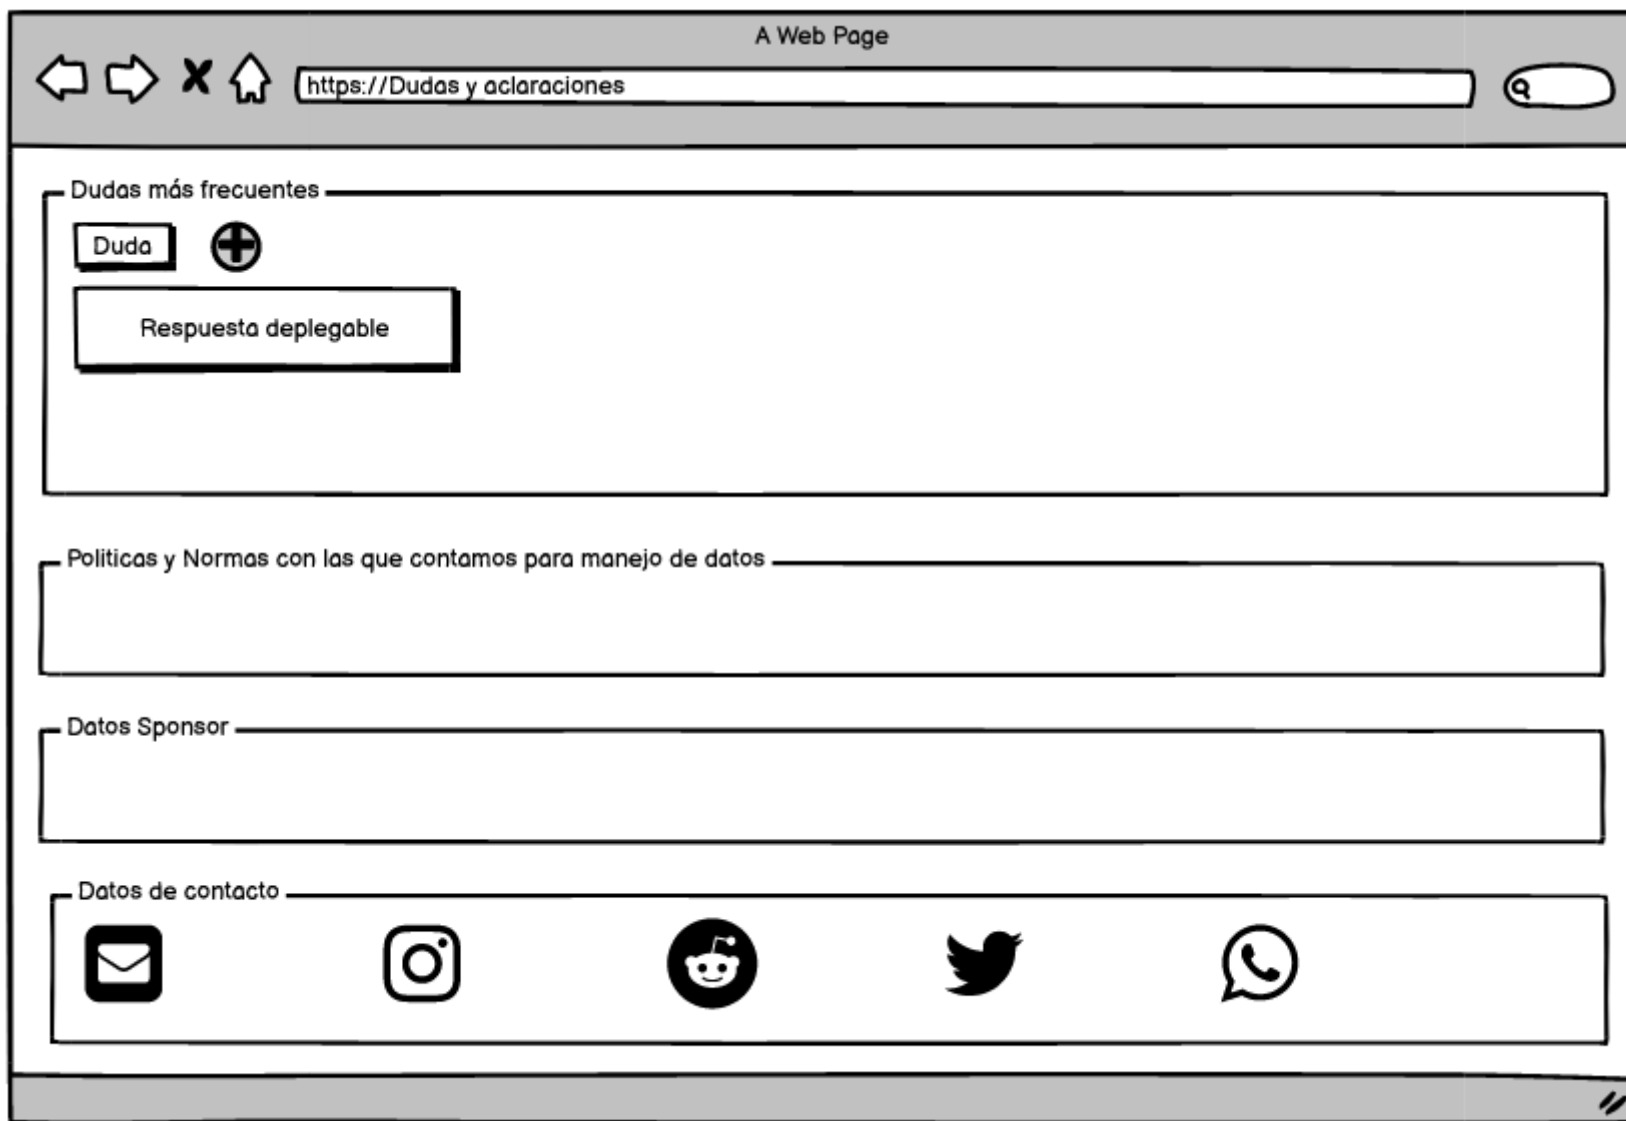 A Web Page
https://Dudas y aclaraciones
Dudas más frecuentes
Duda
Respuesta deplegable
Politicas y Normas con las que contamos para manejo de datos
Datos Sponsor
Datos de contacto